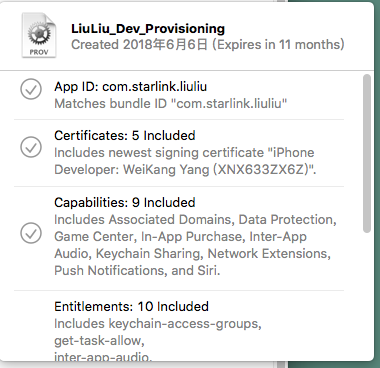 LiuLiu_Dev_Provisioning
Created 2018年6月6日 (Expires in 11 months)
PROV
App ID: com.starlink.liuliu
Matches bundle ID "com.starlink.liuliu"
Certificates: 5 Included
Includes newest signing certificate "iPhone
Developer: WeiKang Yang (XNX633ZX6Z)".
Capabilities: 9 Included
Includes Associated Domains, Data Protection,
Game Center, In-App Purchase, Inter-App
Audio, Keychain Sharing, Network Extensions,
Push Notifications, and Siri.
Entitlements: 10 Included
Includes keychain-access-groups,
get-task-allow,
inter-app-audio,